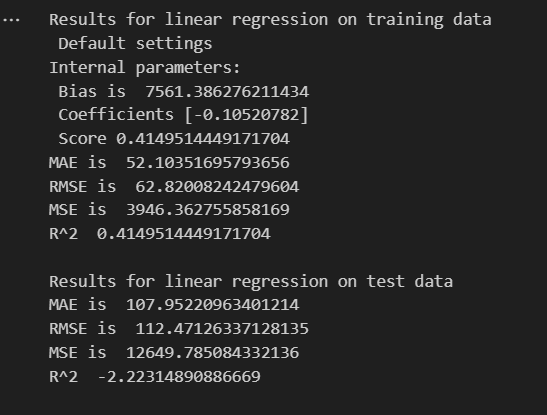 ... Results for linear regression on training data
Default settings
Internal parameters:
Bias is 7561.386276211434
Coefficients [-0.10520782]
Score 0.4149514449171704
MAE is 52.10351695793656
RMSE is 62.82008242479604
MSE is 3946.362755858169
R^2 0.4149514449171704
Results for linear regression on test data
MAE is 107.95220963401214
RMSE is 112.47126337128135
MSE is 12649.785084332136
R^2 -2.22314890886669